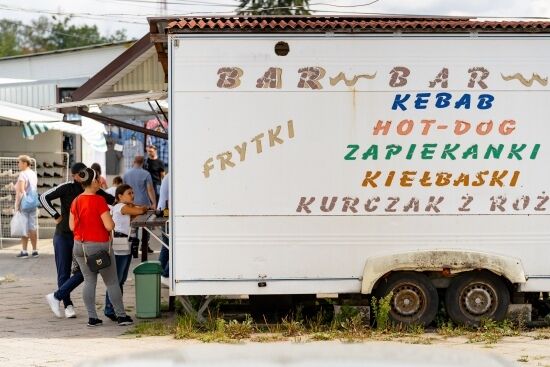 BAR BAR
KEBAB
HOT-DOG
FRYTKI
ZAPIEKANKI
KIEŁBASKI
KURCZAK Z ROŻ